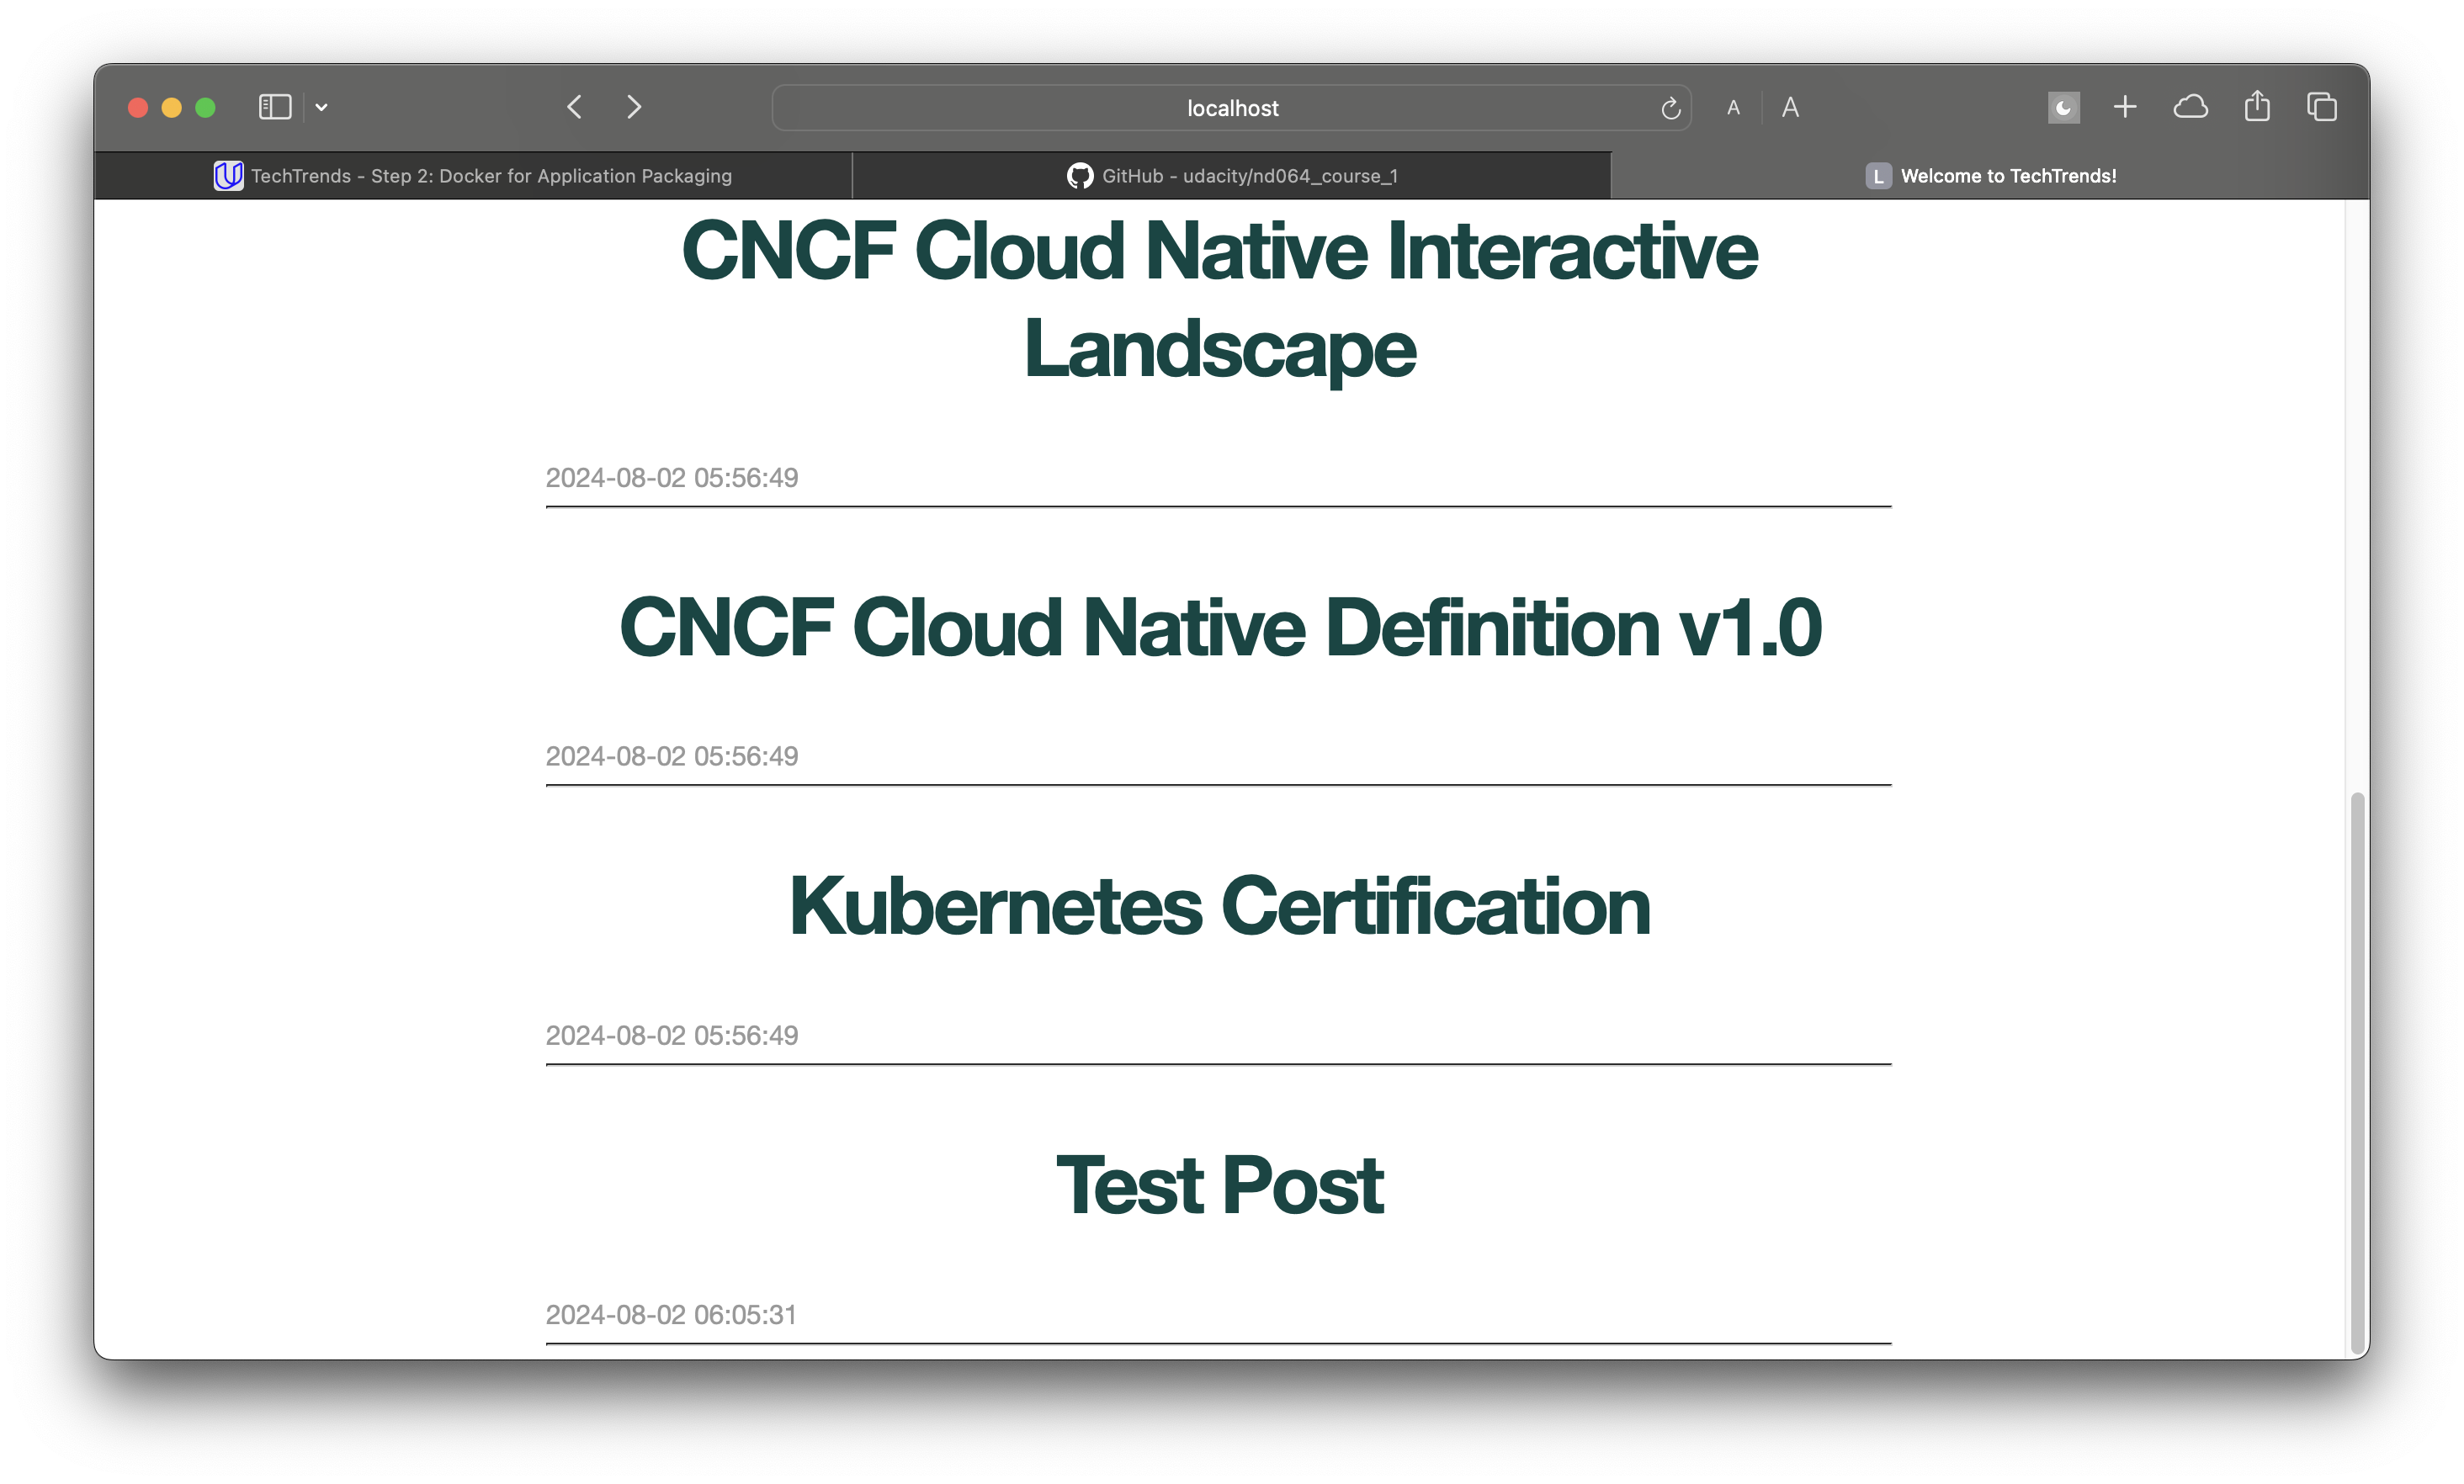 localhost
A A
TechTrends - Step 2: Docker for Application Packaging
GitHub - udacity/nd064_course_1
L Welcome to TechTrends!
CNCF Cloud Native Interactive
Landscape
2024-08-02 05:56:49
CNCF Cloud Native Definition v1.0
2024-08-02 05:56:49
Kubernetes Certification
2024-08-02 05:56:49
Test Post
2024-08-02 06:05:31